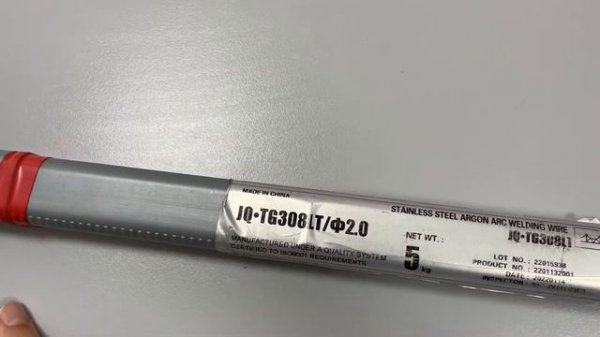 MADE IN CHINA
JQ·TG308LT/Φ2.0
MANUFACTURED UNDER A QUALITY SYSTEM
CERTIFIED TO ISO9001 REQUIREMENTS
STAINLESS STEEL ARGON ARC WELDING WIRE
JQ·TG308LT
NET WT.:
5
kg
LOT NO.: 22015938
PRODUCT NO.: 2201132001
DATE: 20220114
INSPECTOR: